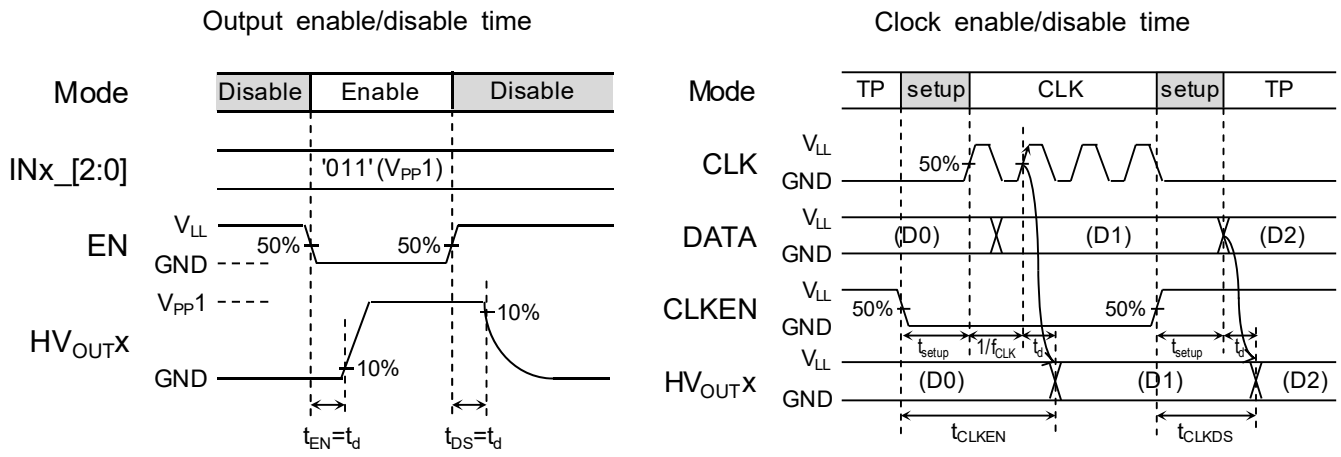 Output enable/disable time
Mode Disable Enable Disable
INx_[2:0] '011' (VPP1)
EN VLL GND 50% 50%
HVOUTX VPP1 GND 10% 10%
tEN=td tDS=td
Clock enable/disable time
Mode TP setup CLK setup TP
CLK VLL GND 50%
DATA VLL GND (D0) (D1) (D2)
CLKEN VLL GND 50% 50%
tsetup 1/fCLK td tsetup td
HVOUTX VLL GND (D0) (D1) (D2)
tCLKEN tCLKDS